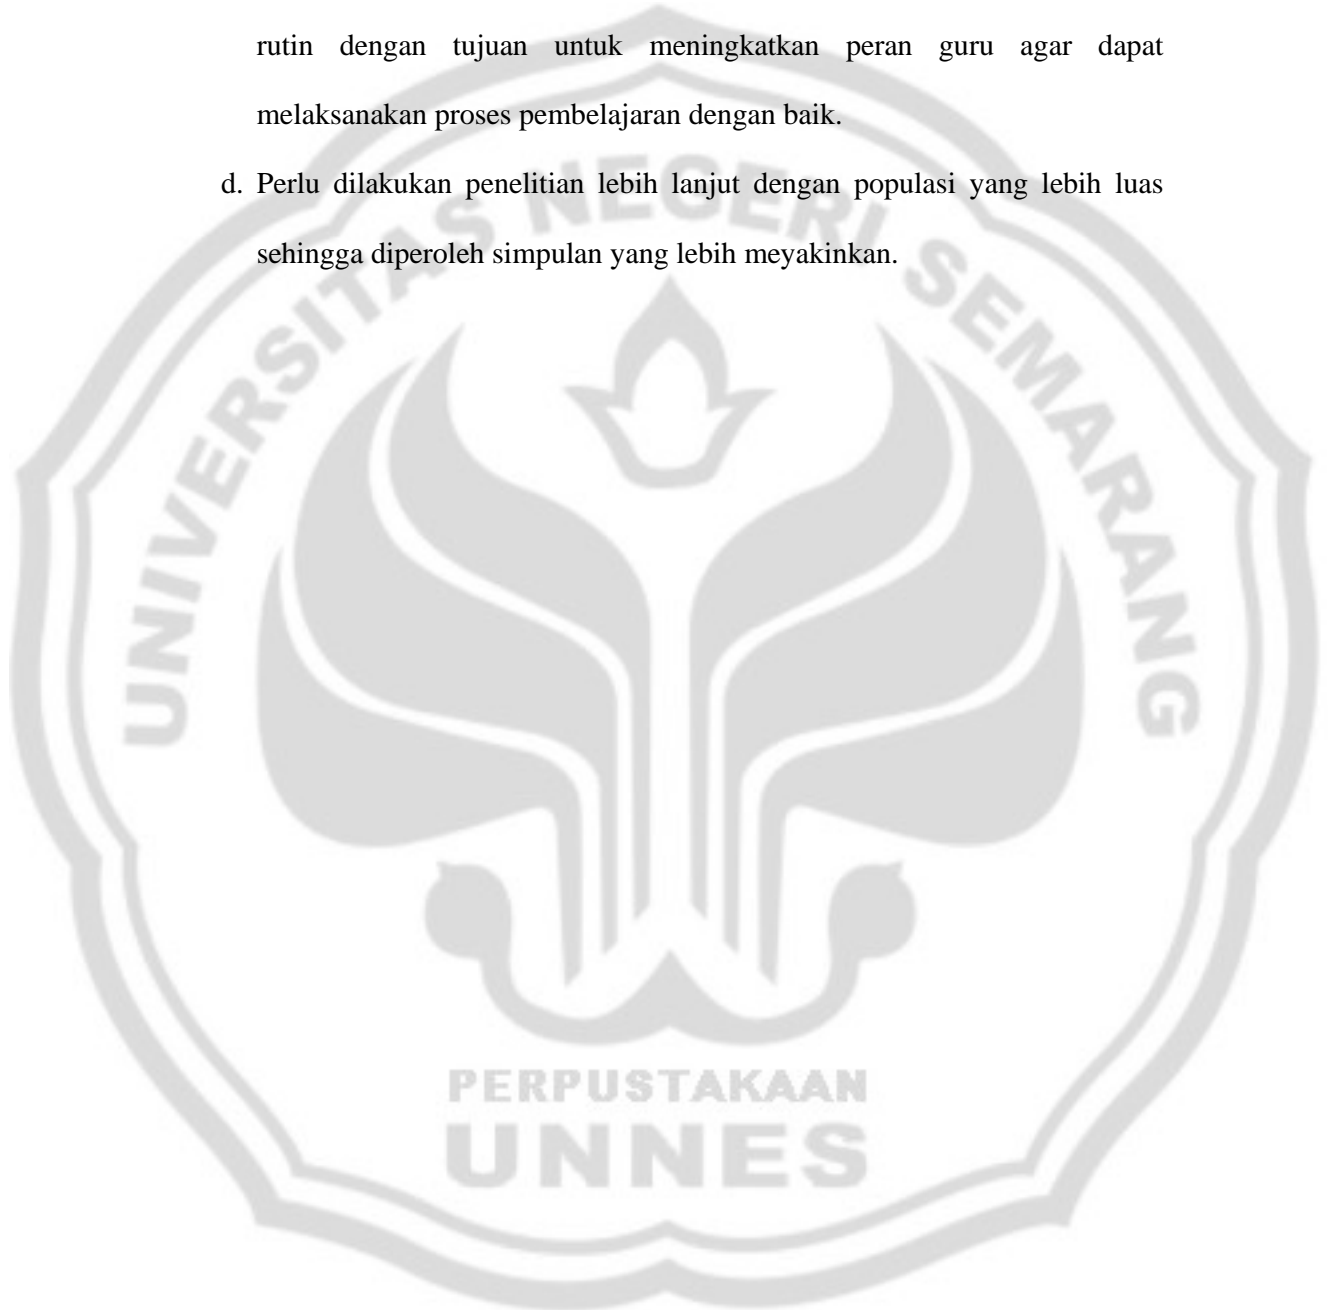 rutin dengan tujuan untuk meningkatkan peran guru agar dapat
melaksanakan proses pembelajaran dengan baik.
d. Perlu dilakukan penelitian lebih lanjut dengan populasi yang lebih luas
sehingga diperoleh simpulan yang lebih meyakinkan.
UNIVERSITAS NEGERI SEMARANG
PERPUSTAKAAN
UNNES